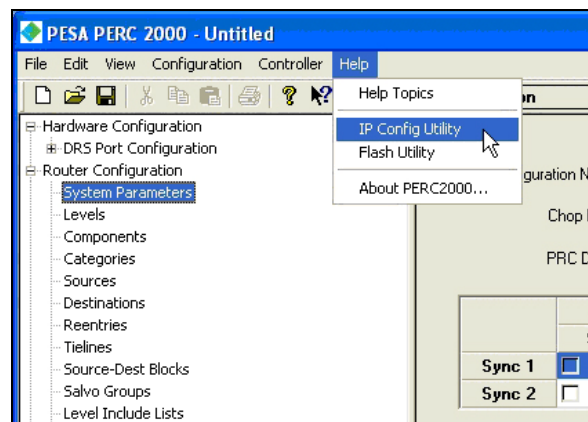 PESA PERC 2000 - Untitled
File Edit View Configuration Controller Help
Help Topics
IP Config Utility
Flash Utility
About PERC2000...
Hardware Configuration
DRS Port Configuration
Router Configuration
System Parameters
Levels
Components
Categories
Sources
Destinations
Reentries
Tielines
Source-Dest Blocks
Salvo Groups
Level Include Lists
Chop
PRC
Sync 1
Sync 2